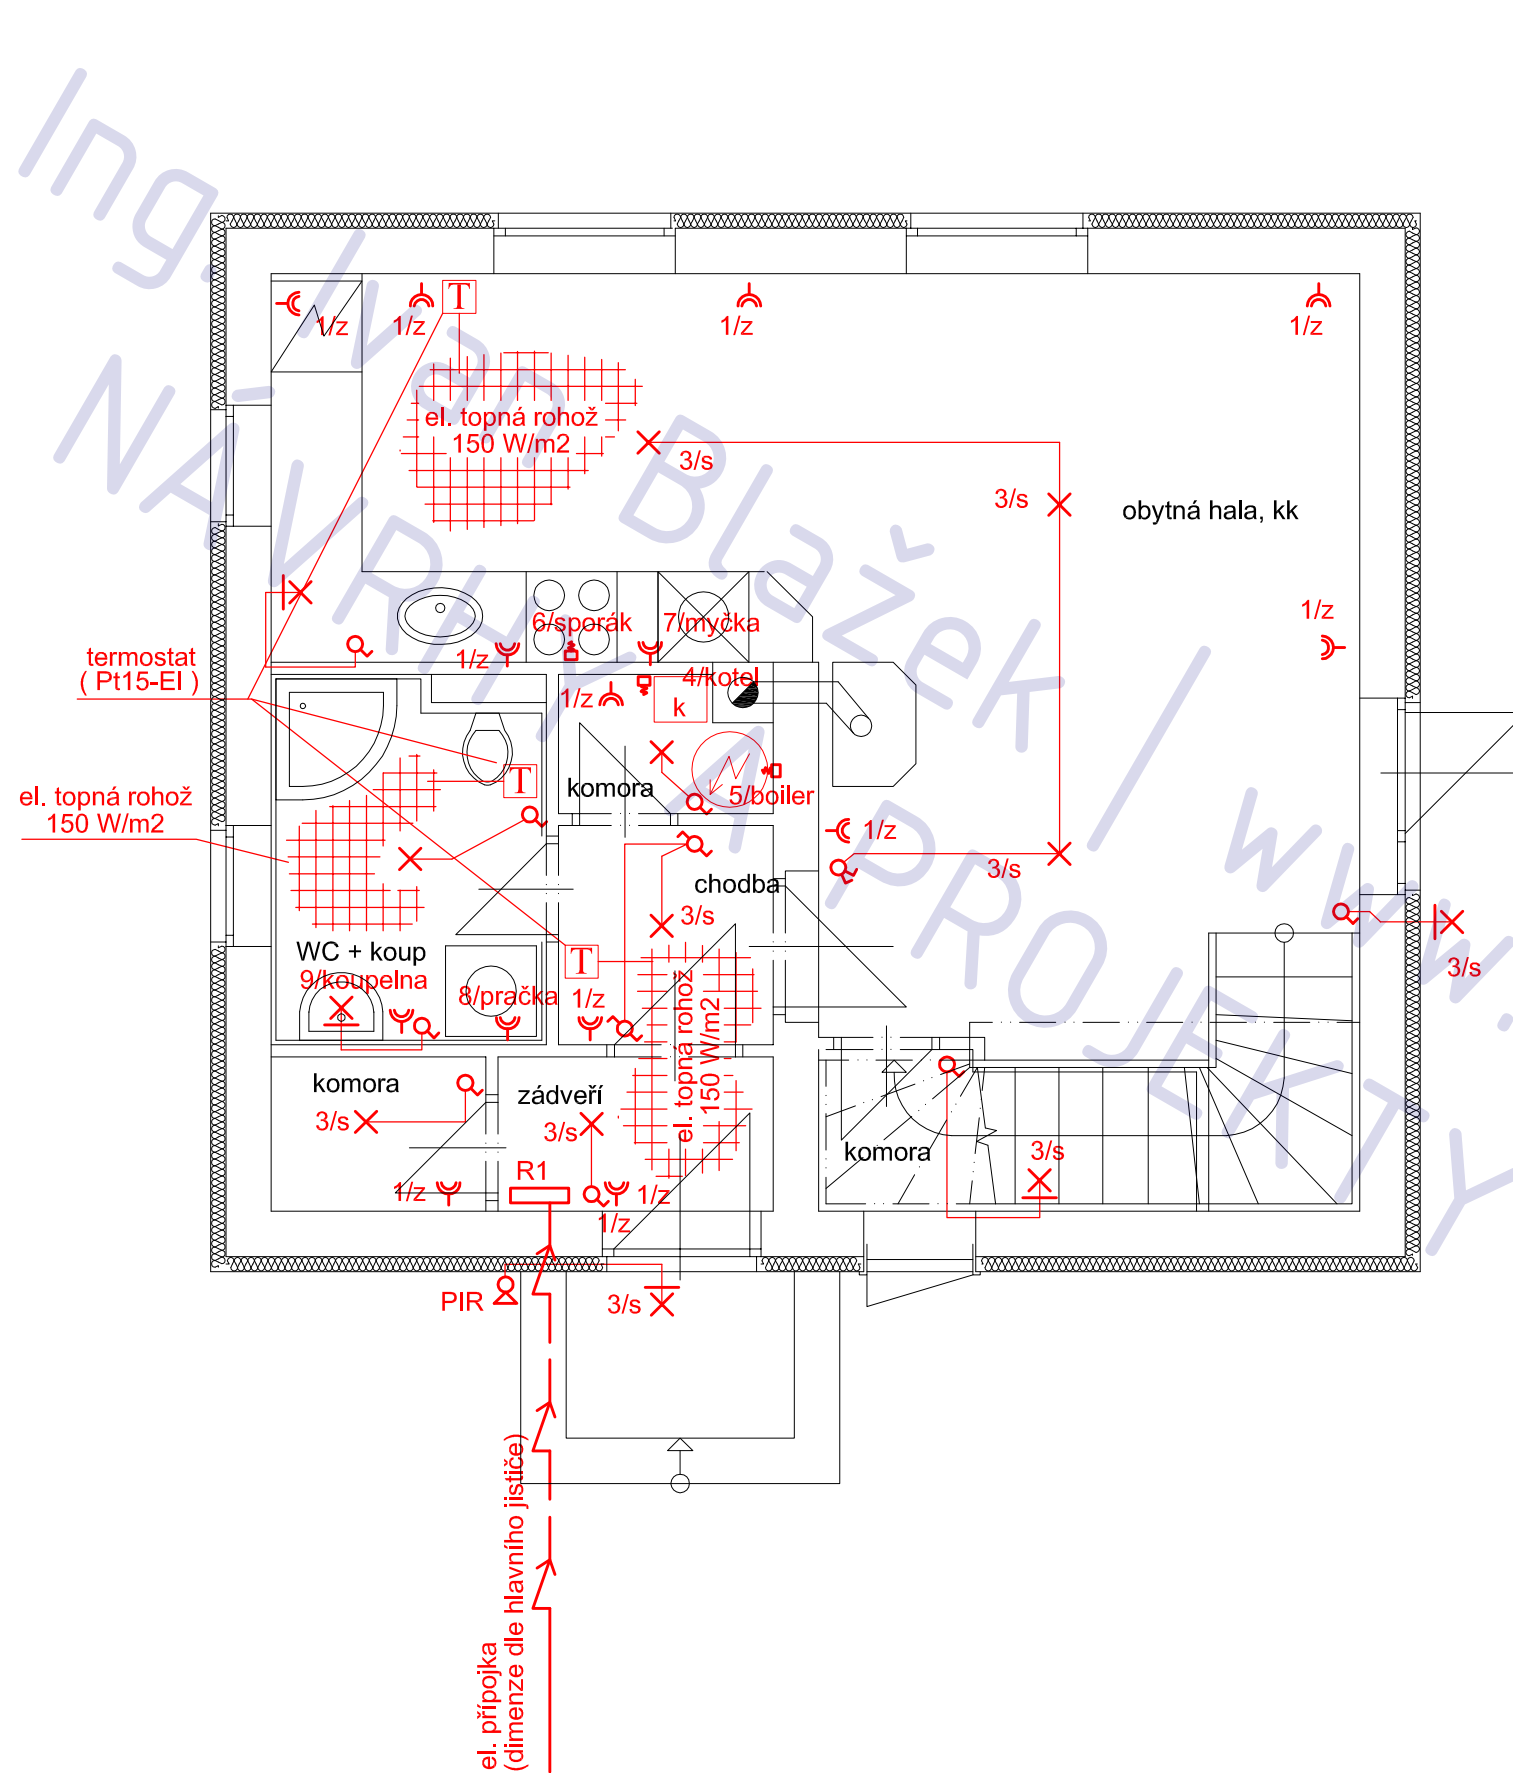 Ing. Ivan Blažek / www.
NÁVRHY A PROJEKTY
1/z
1/z
T
1/z
1/z
el. topná rohož
150 W/m2
3/s
3/s
obytná hala, kk
1/z
6/sporák
7/myčka
termostat
( Pt15-EI )
1/z
4/kotel
1/z
k
T
komora
5/boiler
el. topná rohož
150 W/m2
1/z
3/s
chodba
3/s
WC + koup
9/koupelna
T
8/pračka
1/z
el. topná rohož
150 W/m2
3/s
komora
zádveří
3/s
3/s
komora
3/s
R1
1/z
1/z
1/z
PIR
3/s
el. přípojka
(dimenze dle hlavního jističe)